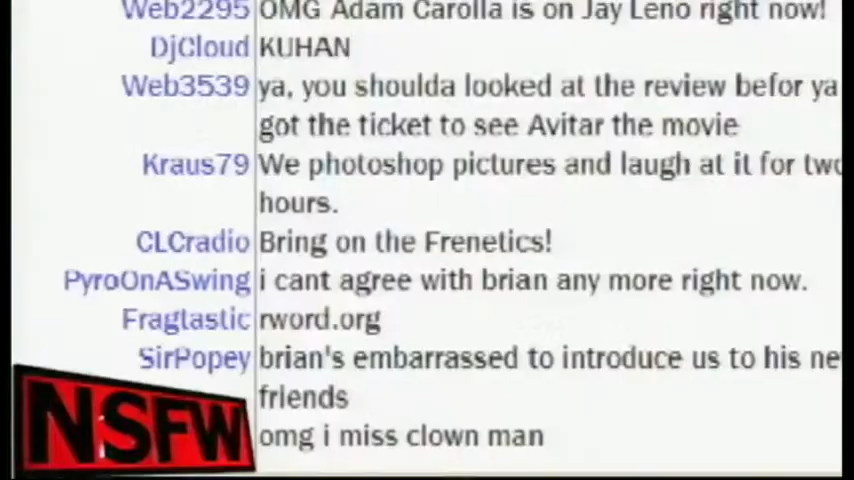 Web2295 OMG Adam Carolla is on Jay Leno right now!
DjCloud KUHAN
Web3539 ya, you shoulda looked at the review befor ya
got the ticket to see Avitar the movie
Kraus79 We photoshop pictures and laugh at it for two
hours.
CLCradio Bring on the Frenetics!
PyroOnASwing i cant agree with brian any more right now.
Fragtastic rword.org
SirPopey brian's embarrassed to introduce us to his ne
friends
omg i miss clown man
NSFW